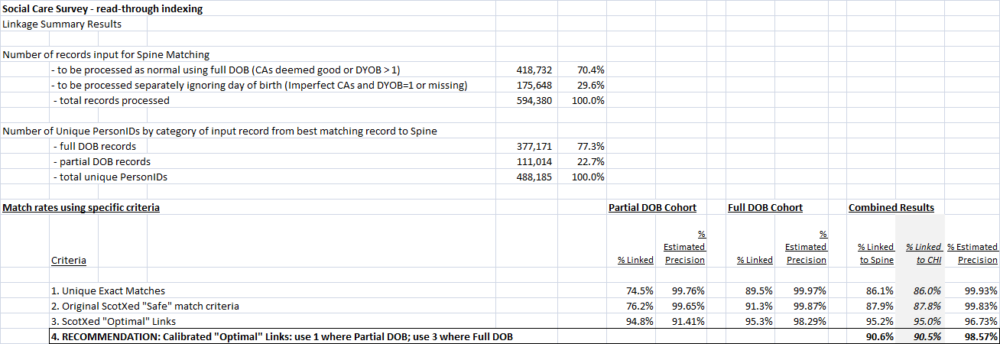 Social Care Survey - read-through indexing
Linkage Summary Results
Number of records input for Spine Matching
- to be processed as normal using full DOB (CAs deemed good or DYOB > 1) 418,732 70.4%
- to be processed separately ignoring day of birth (Imperfect CAs and DYOB=1 or missing) 175,648 29.6%
- total records processed 594,380 100.0%
Number of Unique PersonIDs by category of input record from best matching record to Spine
- full DOB records 377,171 77.3%
- partial DOB records 111,014 22.7%
- total unique PersonIDs 488,185 100.0%
Match rates using specific criteria Partial DOB Cohort Full DOB Cohort Combined Results
% %
Estimated Estimated % Linked % Linked % Estimated
Criteria % Linked Precision % Linked Precision to Spine to CHI Precision
1. Unique Exact Matches 74.5% 99.76% 89.5% 99.97% 86.1% 86.0% 99.93%
2. Original ScotXed "Safe" match criteria 76.2% 99.65% 91.3% 99.87% 87.9% 87.8% 99.83%
3. ScotXed "Optimal" Links 94.8% 91.41% 95.3% 98.29% 95.2% 95.0% 96.73%
4. RECOMMENDATION: Calibrated "Optimal" Links: use 1 where Partial DOB; use 3 where Full DOB 90.6% 90.5% 98.57%